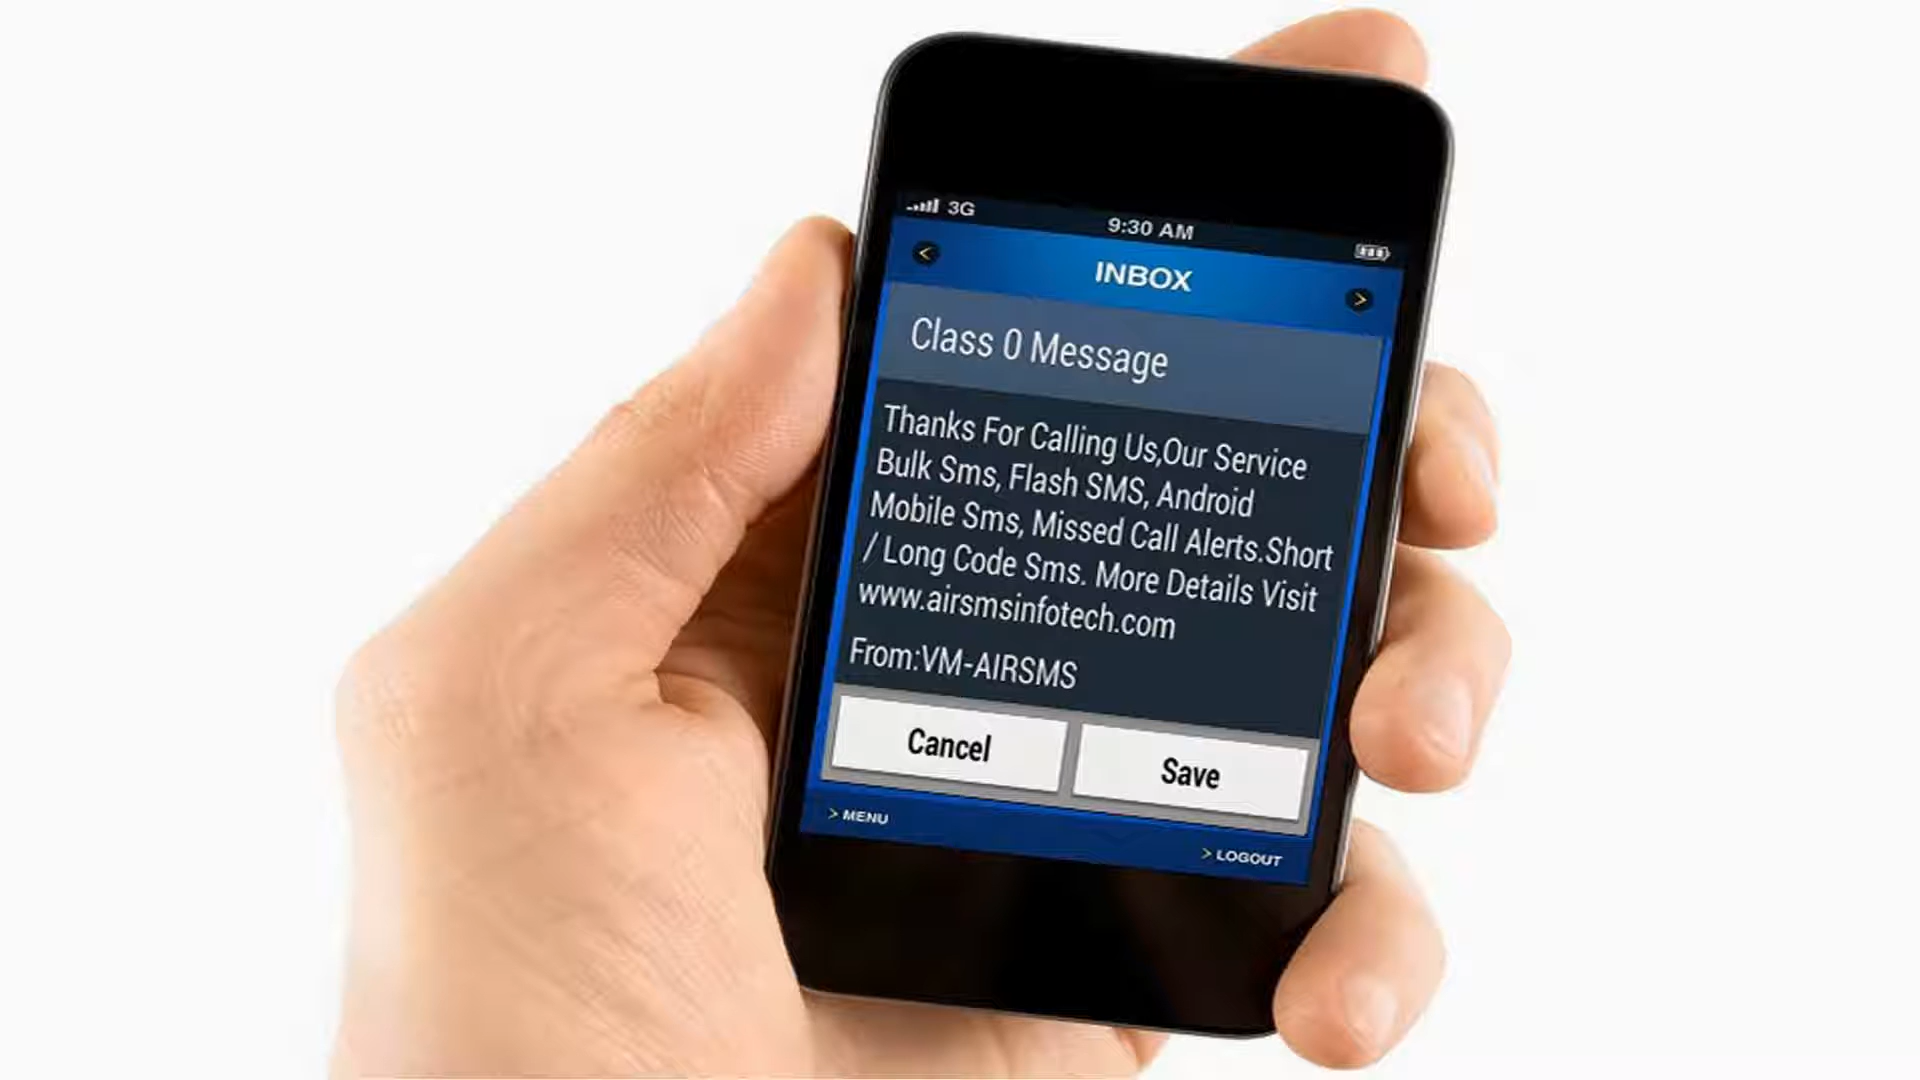 3G
9:30 AM
<
INBOX
>
Class 0 Message
Thanks For Calling Us,Our Service
Bulk Sms, Flash SMS, Android
Mobile Sms, Missed Call Alerts.Short
/ Long Code Sms. More Details Visit
www.airsmsinfotech.com
From:VM-AIRSMS
Cancel
Save
> MENU
> LOGOUT